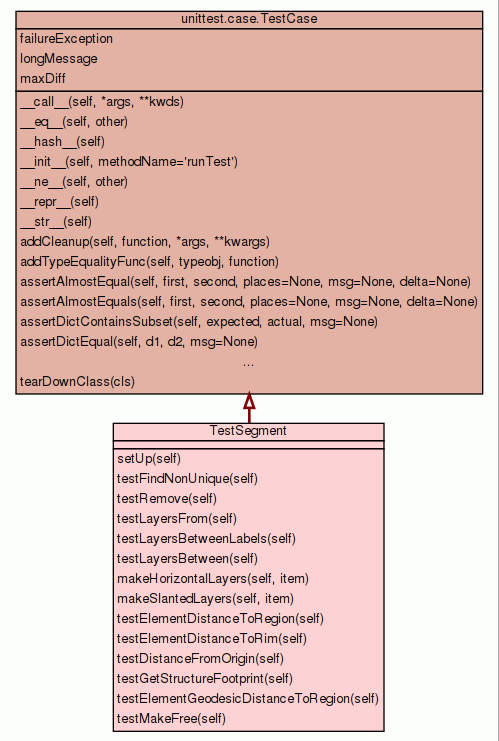 unittest.case.TestCase
failureException
longMessage
maxDiff
__call__(self, *args, **kwds)
__eq__(self, other)
__hash__(self)
__init__(self, methodName='runTest')
__ne__(self, other)
__repr__(self)
__str__(self)
addCleanup(self, function, *args, **kwargs)
addTypeEqualityFunc(self, typeobj, function)
assertAlmostEqual(self, first, second, places=None, msg=None, delta=None)
assertAlmostEquals(self, first, second, places=None, msg=None, delta=None)
assertDictContainsSubset(self, expected, actual, msg=None)
assertDictEqual(self, d1, d2, msg=None)
...
tearDownClass(cls)
TestSegment
setUp(self)
testFindNonUnique(self)
testRemove(self)
testLayersFrom(self)
testLayersBetweenLabels(self)
testLayersBetween(self)
makeHorizontalLayers(self, item)
makeSlantedLayers(self, item)
testElementDistanceToRegion(self)
testElementDistanceToRim(self)
testDistanceFromOrigin(self)
testGetStructureFootprint(self)
testElementGeodesicDistanceToRegion(self)
testMakeFree(self)